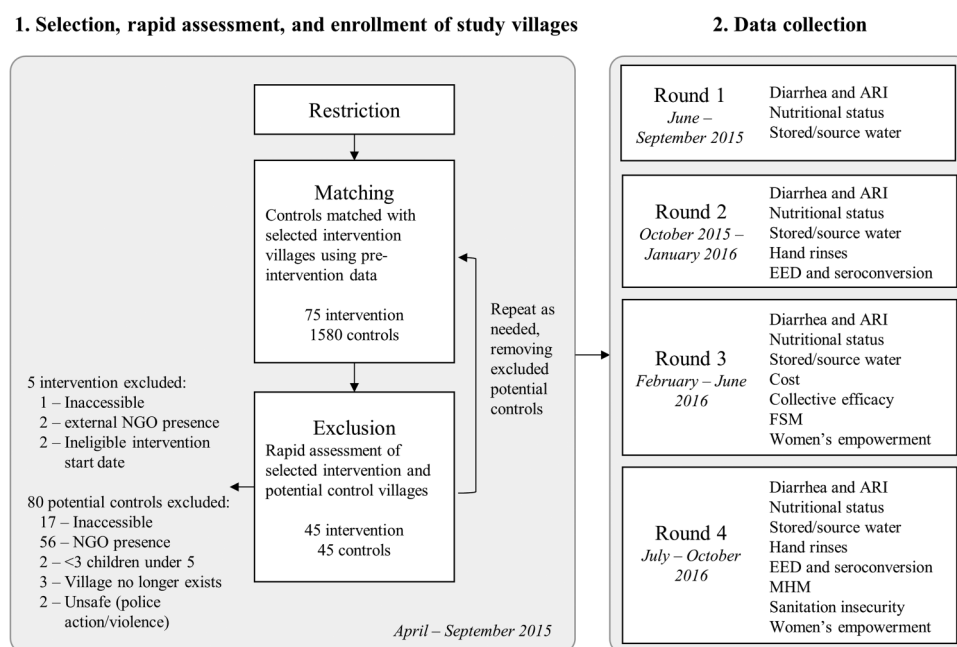 1. Selection, rapid assessment, and enrollment of study villages
Restriction
Matching
Controls matched with
selected intervention
villages using pre-
intervention data
75 intervention
1580 controls
Repeat as
needed,
removing
excluded
potential
controls
Exclusion
Rapid assessment of
selected intervention and
potential control villages
45 intervention
45 controls
5 intervention excluded:
1 – Inaccessible
2 – external NGO presence
2 – Ineligible intervention
start date
80 potential controls excluded:
17 – Inaccessible
56 – NGO presence
2 – <3 children under 5
3 – Village no longer exists
2 – Unsafe (police
action/violence)
April – September 2015
2. Data collection
Round 1
June –
September 2015
Diarrhea and ARI
Nutritional status
Stored/source water
Round 2
October 2015 –
January 2016
Diarrhea and ARI
Nutritional status
Stored/source water
Hand rinses
EED and seroconversion
Round 3
February – June
2016
Diarrhea and ARI
Nutritional status
Stored/source water
Cost
Collective efficacy
FSM
Women's empowerment
Round 4
July – October
2016
Diarrhea and ARI
Nutritional status
Stored/source water
Hand rinses
EED and seroconversion
MHM
Sanitation insecurity
Women's empowerment